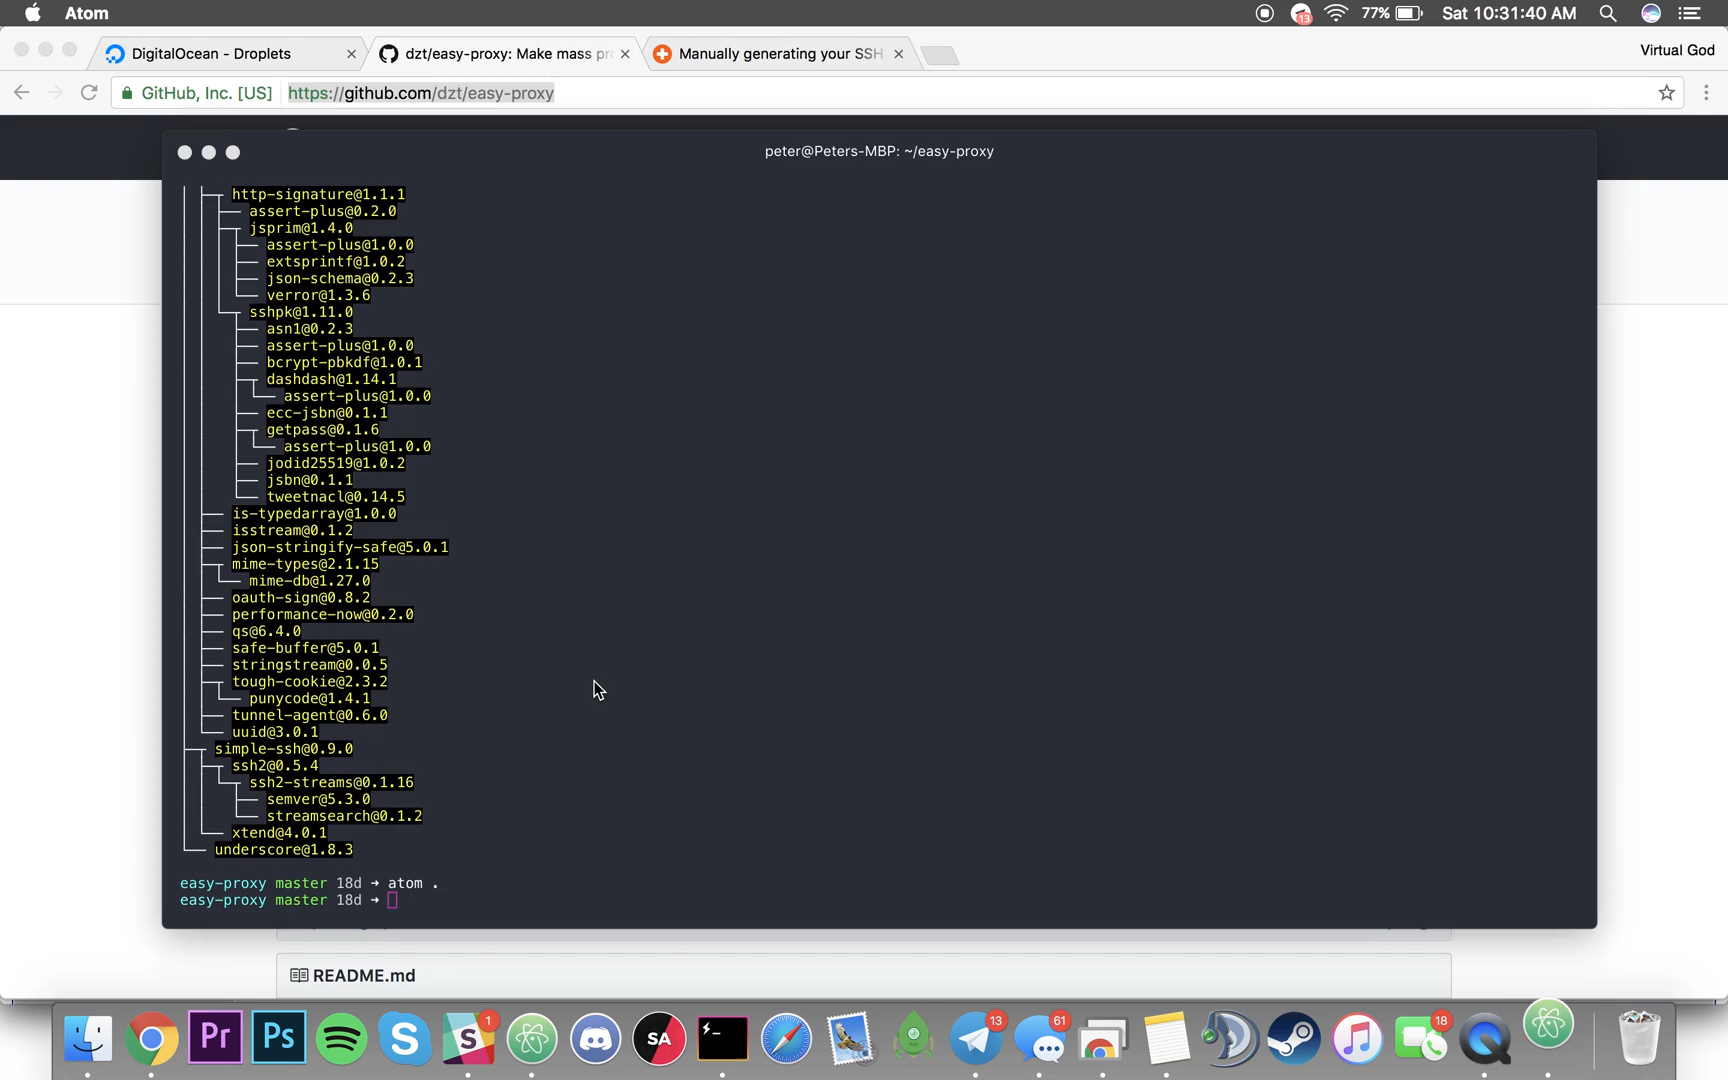 Atom
13
77%
Sat 10:31:40 AM
DigitalOcean - Droplets
dzt/easy-proxy: Make mass pr
Manually generating your SSH
Virtual God
GitHub, Inc. [US]
https://github.com/dzt/easy-proxy
peter@Peters-MBP: ~/easy-proxy
http-signature@1.1.1
assert-plus@0.2.0
jsprim@1.4.0
assert-plus@1.0.0
extsprintf@1.0.2
json-schema@0.2.3
verror@1.3.6
sshpk@1.11.0
asn1@0.2.3
assert-plus@1.0.0
bcrypt-pbkdf@1.0.1
dashdash@1.14.1
assert-plus@1.0.0
ecc-jsbn@0.1.1
getpass@0.1.6
assert-plus@1.0.0
jodid25519@1.0.2
jsbn@0.1.1
tweetnacl@0.14.5
is-typedarray@1.0.0
isstream@0.1.2
json-stringify-safe@5.0.1
mime-types@2.1.15
mime-db@1.27.0
oauth-sign@0.8.2
performance-now@0.2.0
qs@6.4.0
safe-buffer@5.0.1
stringstream@0.0.5
tough-cookie@2.3.2
punycode@1.4.1
tunnel-agent@0.6.0
uuid@3.0.1
simple-ssh@0.9.0
ssh2@0.5.4
ssh2-streams@0.1.16
semver@5.3.0
streamsearch@0.1.2
xtend@4.0.1
underscore@1.8.3
easy-proxy master 18d → atom .
easy-proxy master 18d →
README.md
Pr
Ps
1
SA
13
61
18